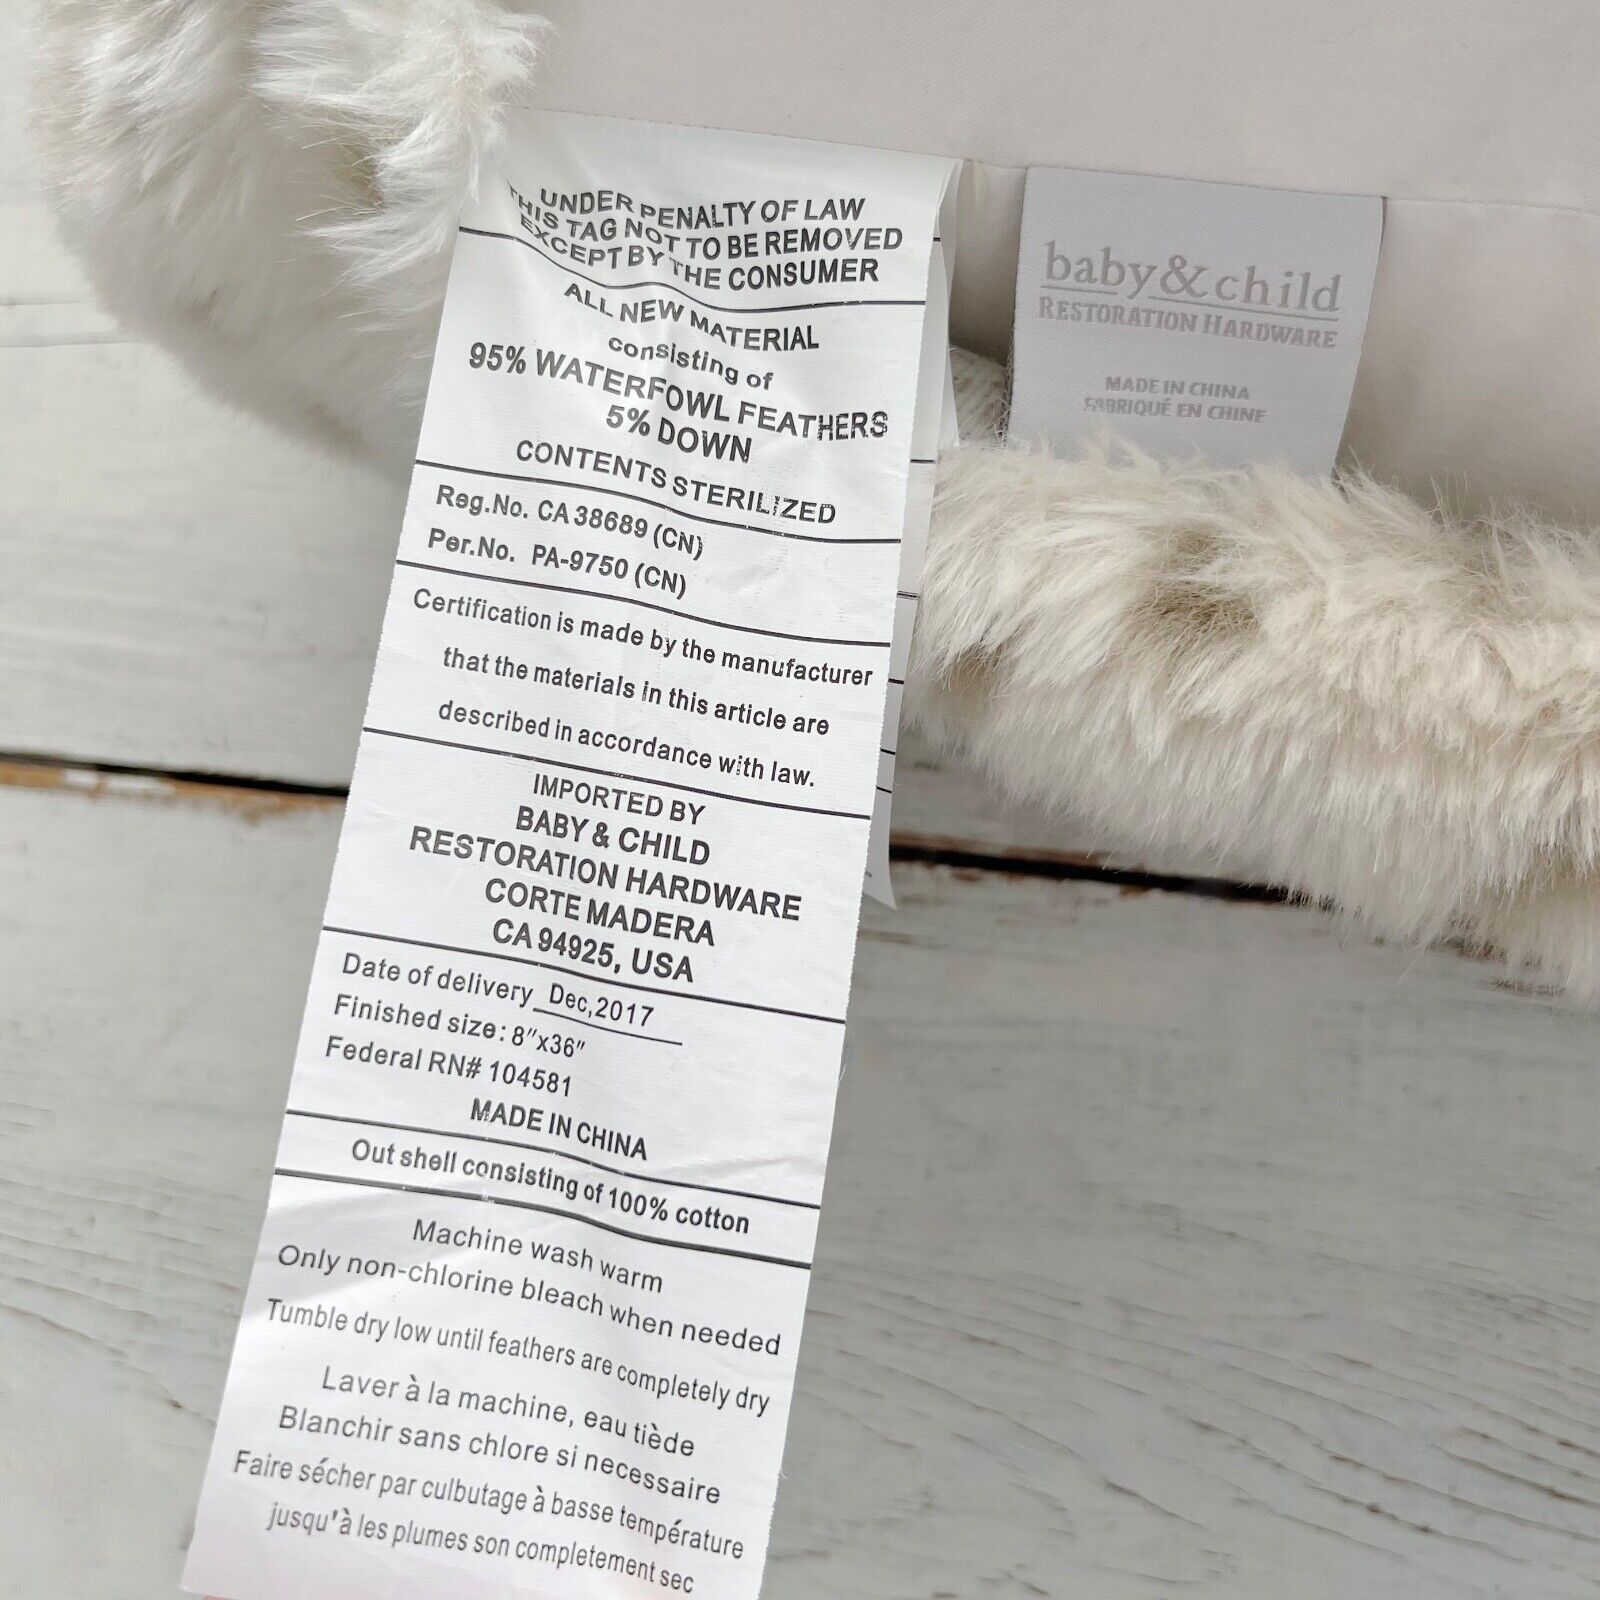 UNDER PENALTY OF LAW
THIS TAG NOT TO BE REMOVED
EXCEPT BY THE CONSUMER
ALL NEW MATERIAL
consisting of
95% WATERFOWL FEATHERS
5% DOWN
CONTENTS STERILIZED
Reg.No. CA 38689 (CN)
Per.No. PA-9750 (CN)
Certification is made by the manufacturer
that the materials in this article are
described in accordance with law.
IMPORTED BY
BABY & CHILD
RESTORATION HARDWARE
CORTE MADERA
CA 94925, USA
Date of delivery Dec,2017
Finished size: 8"x36"
Federal RN# 104581
MADE IN CHINA
Out shell consisting of 100% cotton
Machine wash warm
Only non-chlorine bleach when needed
Tumble dry low until feathers are completely dry
Laver à la machine, eau tiède
Blanchir sans chlore si necessaire
Faire sécher par culbutage à basse température
jusqu'à les plumes son completement sec
baby&child
RESTORATION HARDWARE
MADE IN CHINA
FABRIQUÉ EN CHINE